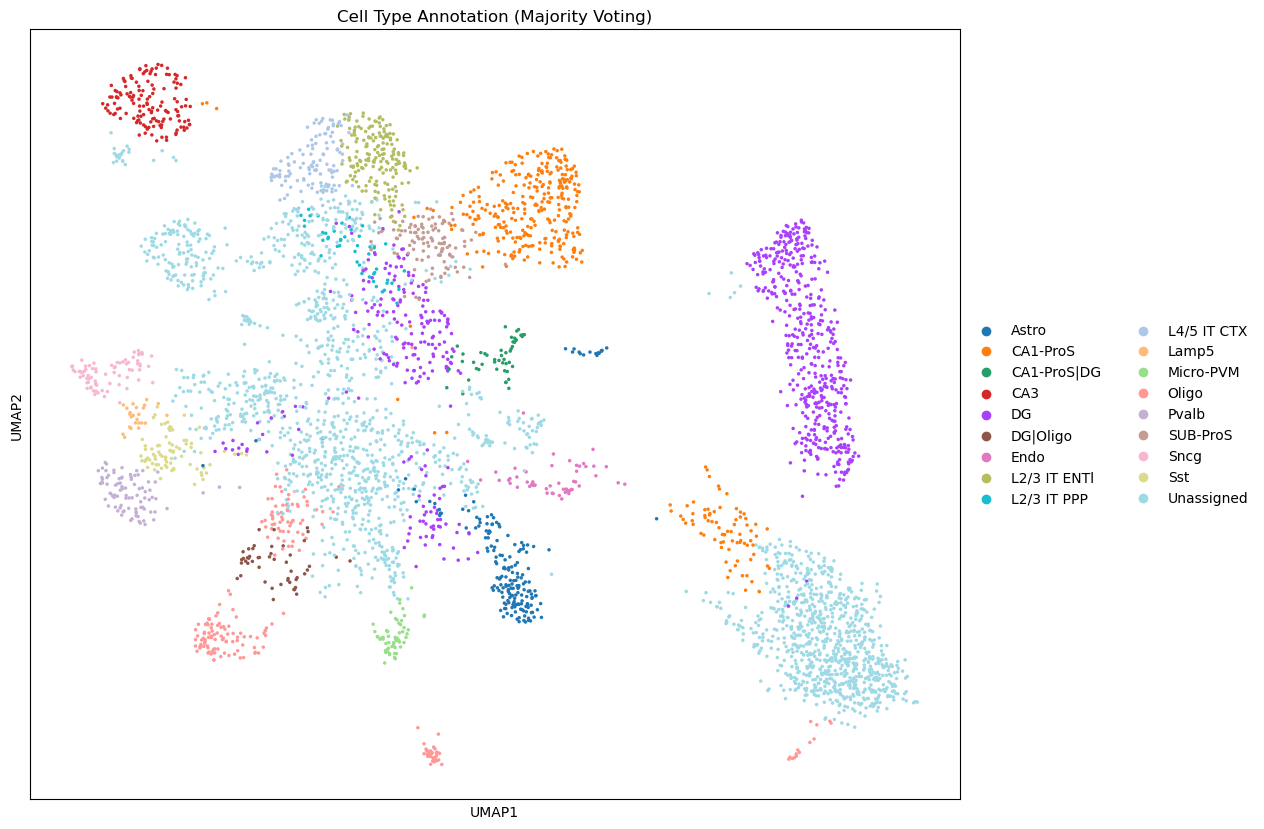 Cell Type Annotation (Majority Voting)
UMAP2
UMAP1
Astro
CA1-ProS
CA1-ProS|DG
CA3
DG
DG|Oligo
Endo
L2/3 IT ENTl
L2/3 IT PPP
L4/5 IT CTX
Lamp5
Micro-PVM
Oligo
Pvalb
SUB-ProS
Sncg
Sst
Unassigned